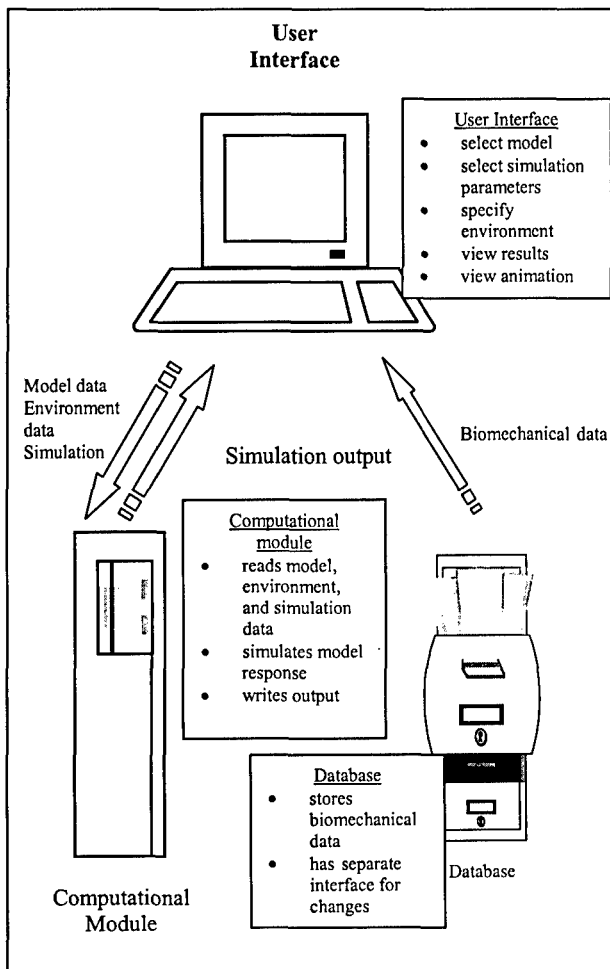 User
Interface
User Interface
• select model
• select simulation
parameters
• specify
environment
• view results
• view animation
Model data
Environment
data
Simulation
Simulation output
Biomechanical data
Computational
module
• reads model,
environment,
and simulation
data
• simulates model
response
• writes output
Database
• stores
biomechanical
data
• has separate
interface for
changes
Computational
Module
Database